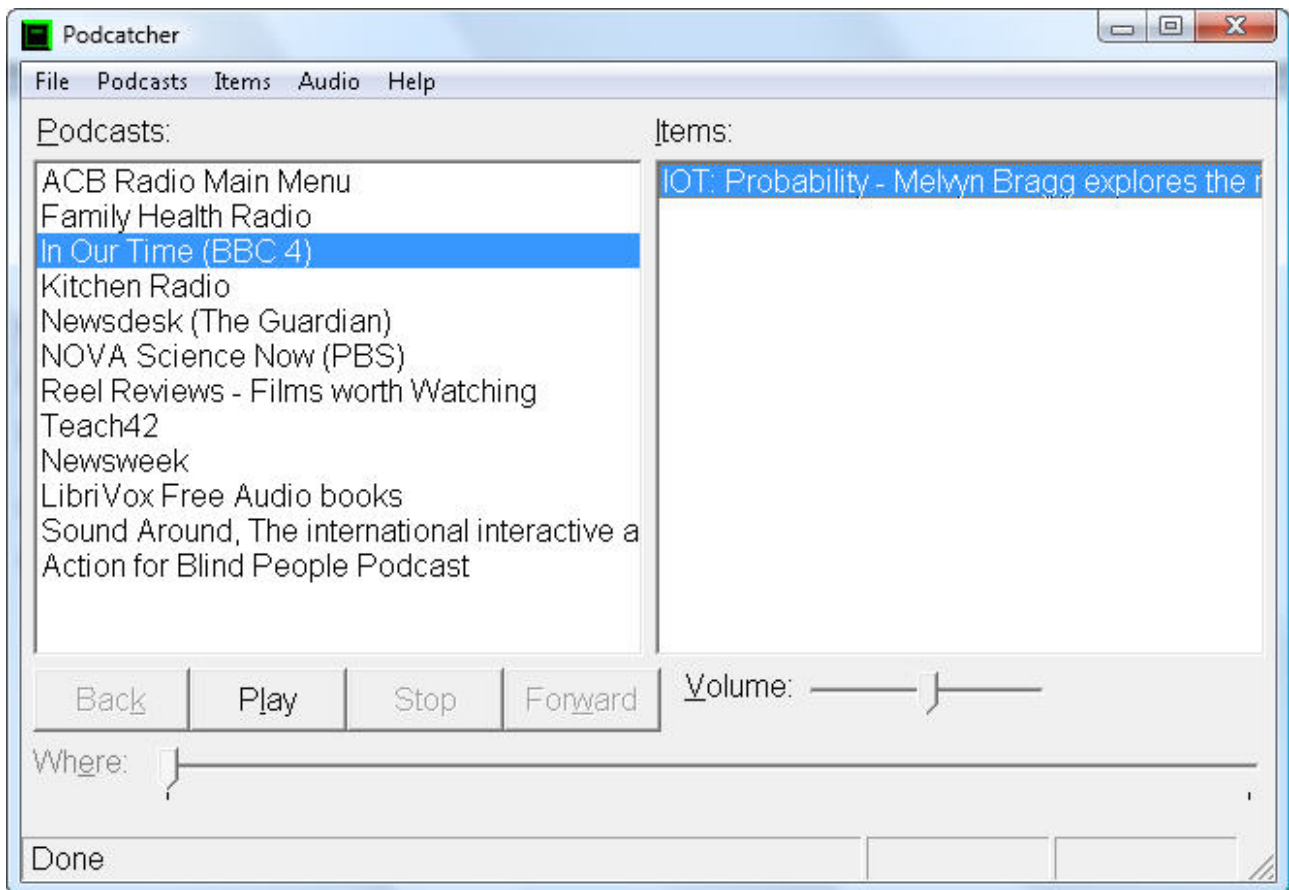 Podcatcher
File Podcasts Items Audio Help
Podcasts:
ACB Radio Main Menu
Family Health Radio
In Our Time (BBC 4)
Kitchen Radio
Newsdesk (The Guardian)
NOVA Science Now (PBS)
Reel Reviews - Films worth Watching
Teach42
Newsweek
LibriVox Free Audio books
Sound Around, The international interactive a
Action for Blind People Podcast
Items:
IOT: Probability - Melvyn Bragg explores the
Back Play Stop Forward Volume:
Where:
Done